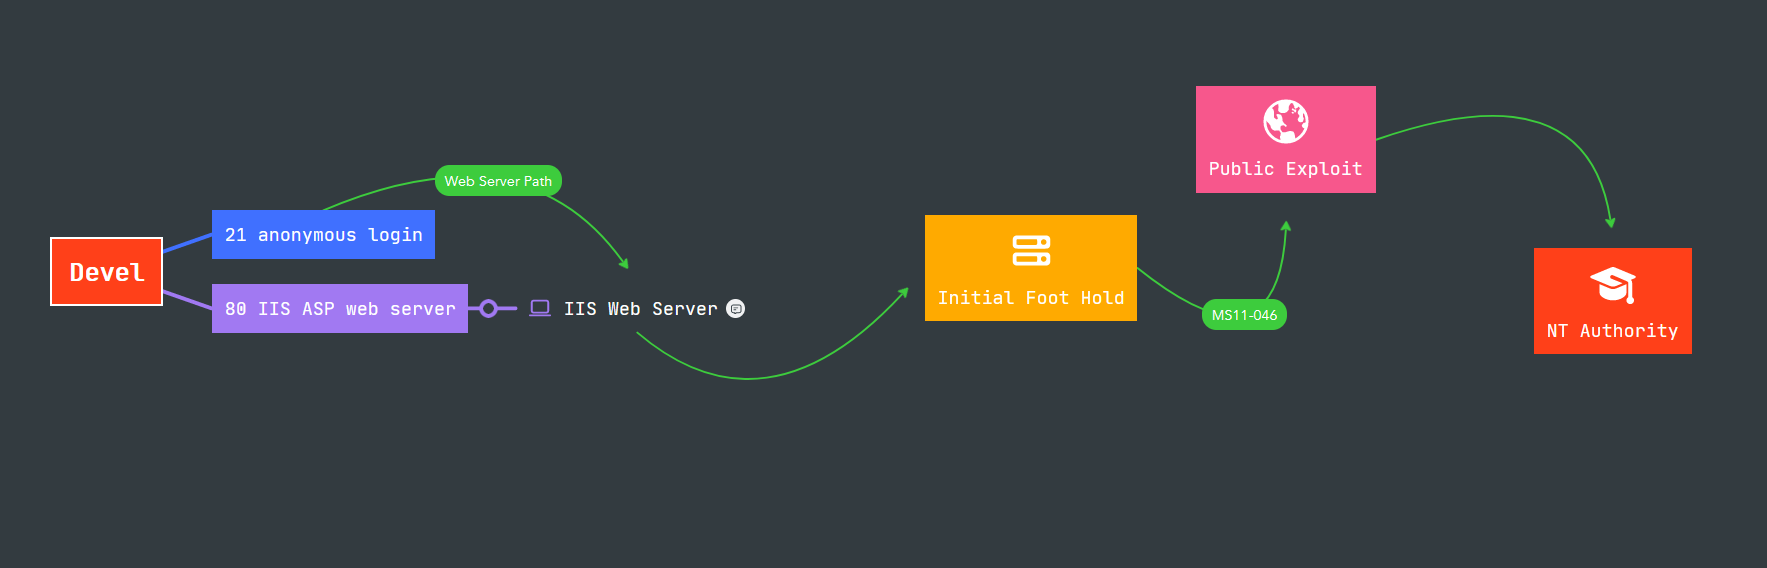 Devel
21 anonymous login
Web Server Path
80 IIS ASP web server
IIS Web Server
Initial Foot Hold
MS11-046
Public Exploit
NT Authority